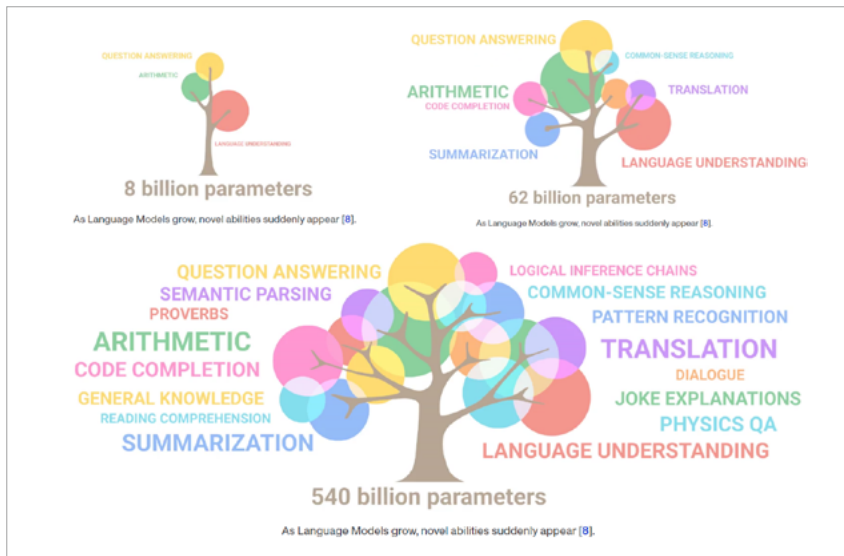 QUESTION ANSWERING
ARITHMETIC
LANGUAGE UNDERSTANDING
8 billion parameters
As Language Models grow, novel abilities suddenly appear [8].
QUESTION ANSWERING
COMMON-SENSE REASONING
ARITHMETIC
CODE COMPLETION
TRANSLATION
SUMMARIZATION
LANGUAGE UNDERSTANDING
62 billion parameters
As Language Models grow, novel abilities suddenly appear [8]
QUESTION ANSWERING
SEMANTIC PARSING
PROVERBS
ARITHMETIC
CODE COMPLETION
GENERAL KNOWLEDGE
READING COMPREHENSION
SUMMARIZATION
LOGICAL INFERENCE CHAINS
COMMON-SENSE REASONING
PATTERN RECOGNITION
TRANSLATION
DIALOGUE
JOKE EXPLANATIONS
PHYSICS QA
LANGUAGE UNDERSTANDING
540 billion parameters
As Language Models grow, novel abilities suddenly appear [8].